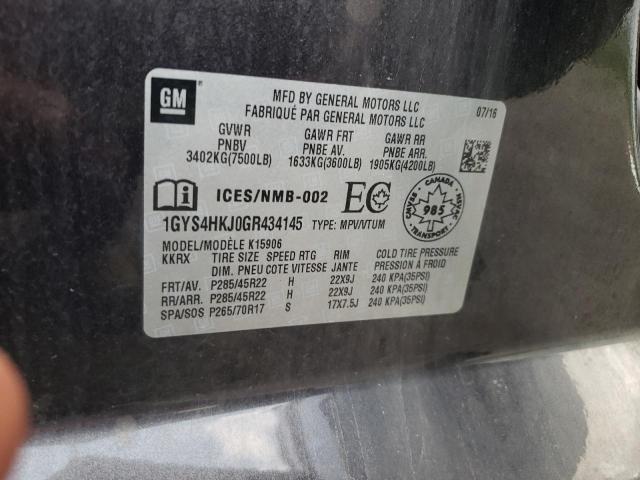 GM
MFD BY GENERAL MOTORS LLC 07/16
FABRIQUÉ PAR GENERAL MOTORS LLC
GVWR GAWR FRT GAWR RR
PNBV PNBE AV. PNBE ARR.
3402KG(7500LB) 1633KG(3600LB) 1905KG(4200LB)
ICES/NMB-002 EC
CANADA CMVSS NSVAC 985
1GYS4HKJ0GR434145 TYPE: MPV/VTUM
MODEL/MODÈLE K15906
KKRX TIRE SIZE SPEED RTG RIM COLD TIRE PRESSURE
DIM. PNEU COTE VITESSE JANTE PRESSION À FROID
FRT/AV. P285/45R22 H 22X9J 240 KPA(35PSI)
RR/ARR. P285/45R22 H 22X9J 240 KPA(35PSI)
SPA/SOS P265/70R17 S 17X7.5J 240 KPA(35PSI)